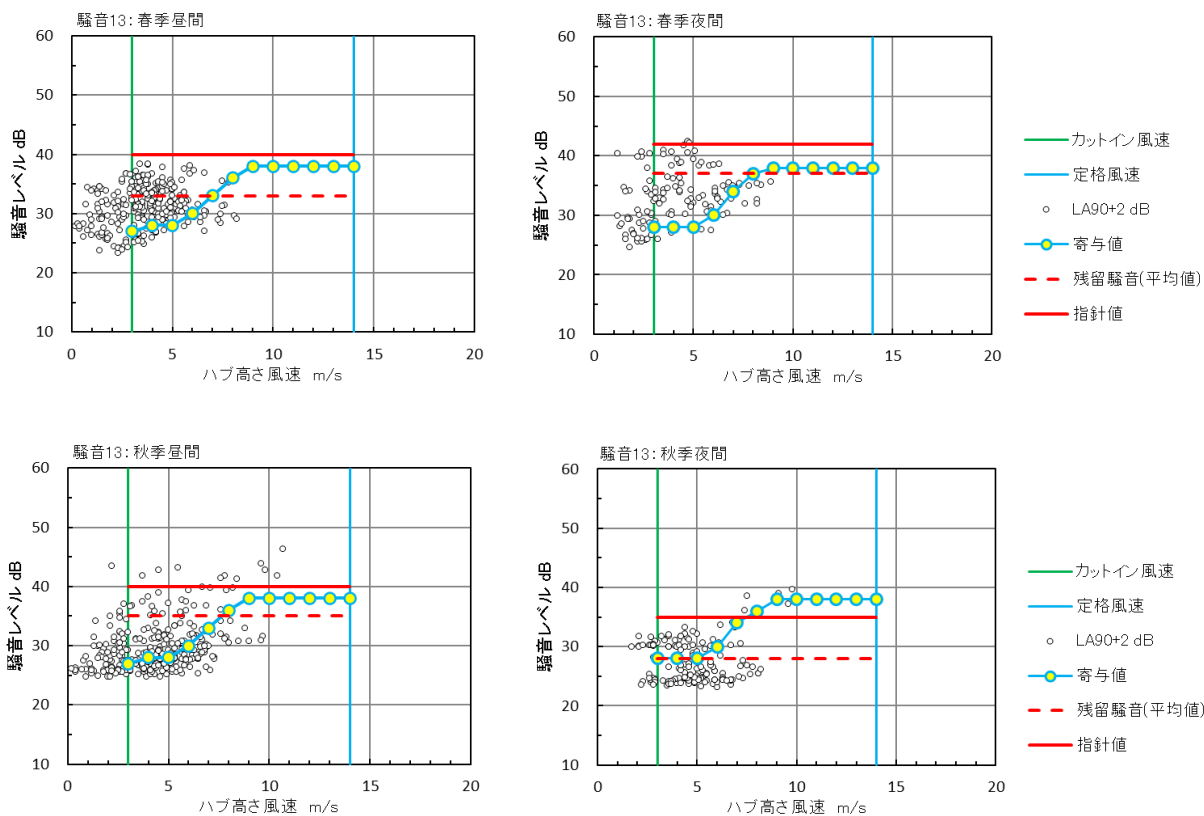 騒音13：春季昼間
60
50
40
30
20
10
0
5
10
15
20
騒音レベル dB
ハブ高さ風速 m/s
騒音13：春季夜間
60
50
40
30
20
10
0
5
10
15
20
騒音レベル dB
ハブ高さ風速 m/s
カットイン風速
定格風速
LA90+2 dB
寄与値
残留騒音(平均値)
指針値
騒音13：秋季昼間
60
50
40
30
20
10
0
5
10
15
20
騒音レベル dB
ハブ高さ風速 m/s
騒音13：秋季夜間
60
50
40
30
20
10
0
5
10
15
20
騒音レベル dB
ハブ高さ風速 m/s
カットイン風速
定格風速
LA90+2 dB
寄与値
残留騒音(平均値)
指針値